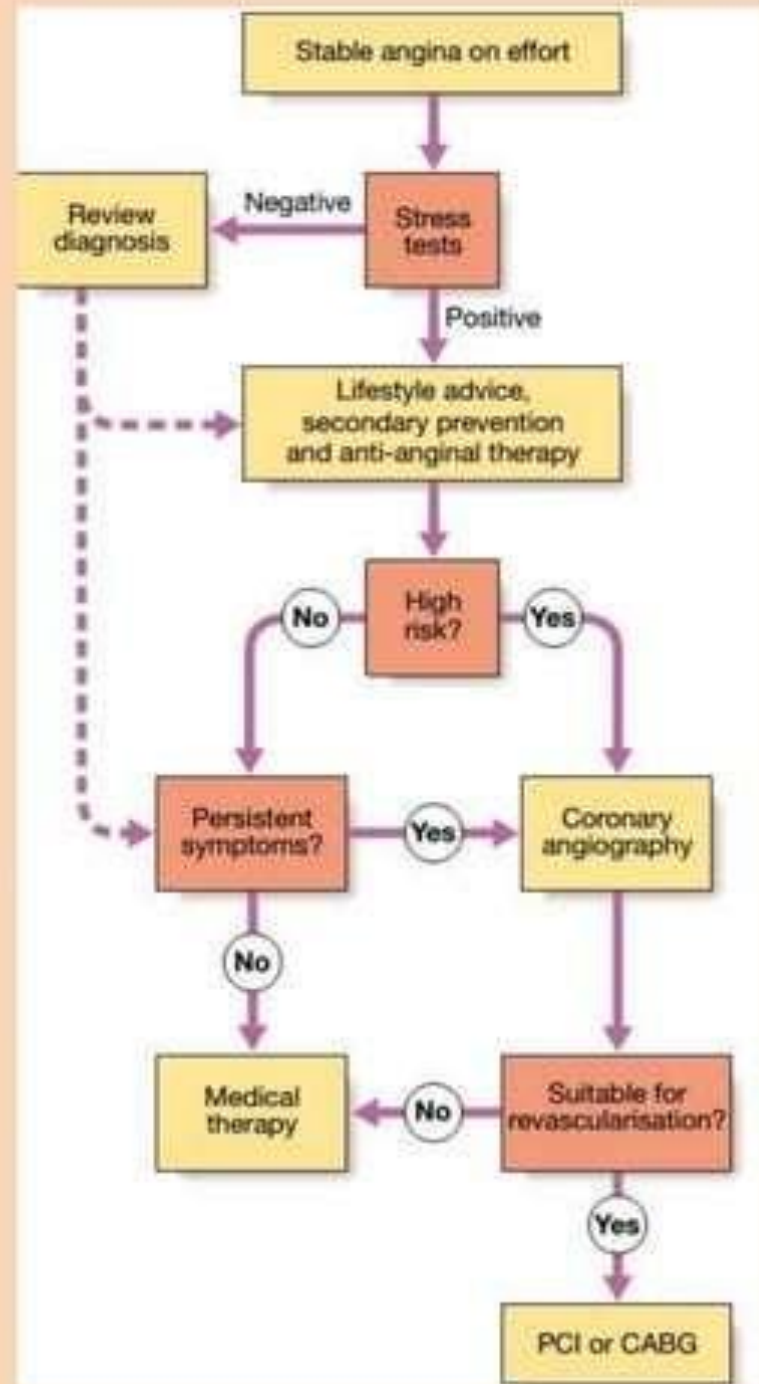 Stable angina on effort
Review
diagnosis
Negative
Stress
tests
Positive
Lifestyle advice,
secondary prevention
and anti-anginal therapy
High
risk?
No
Yes
Persistent
symptoms?
Yes
Coronary
angiography
No
Medical
therapy
No
Suitable for
revascularisation?
Yes
PCI or CABG